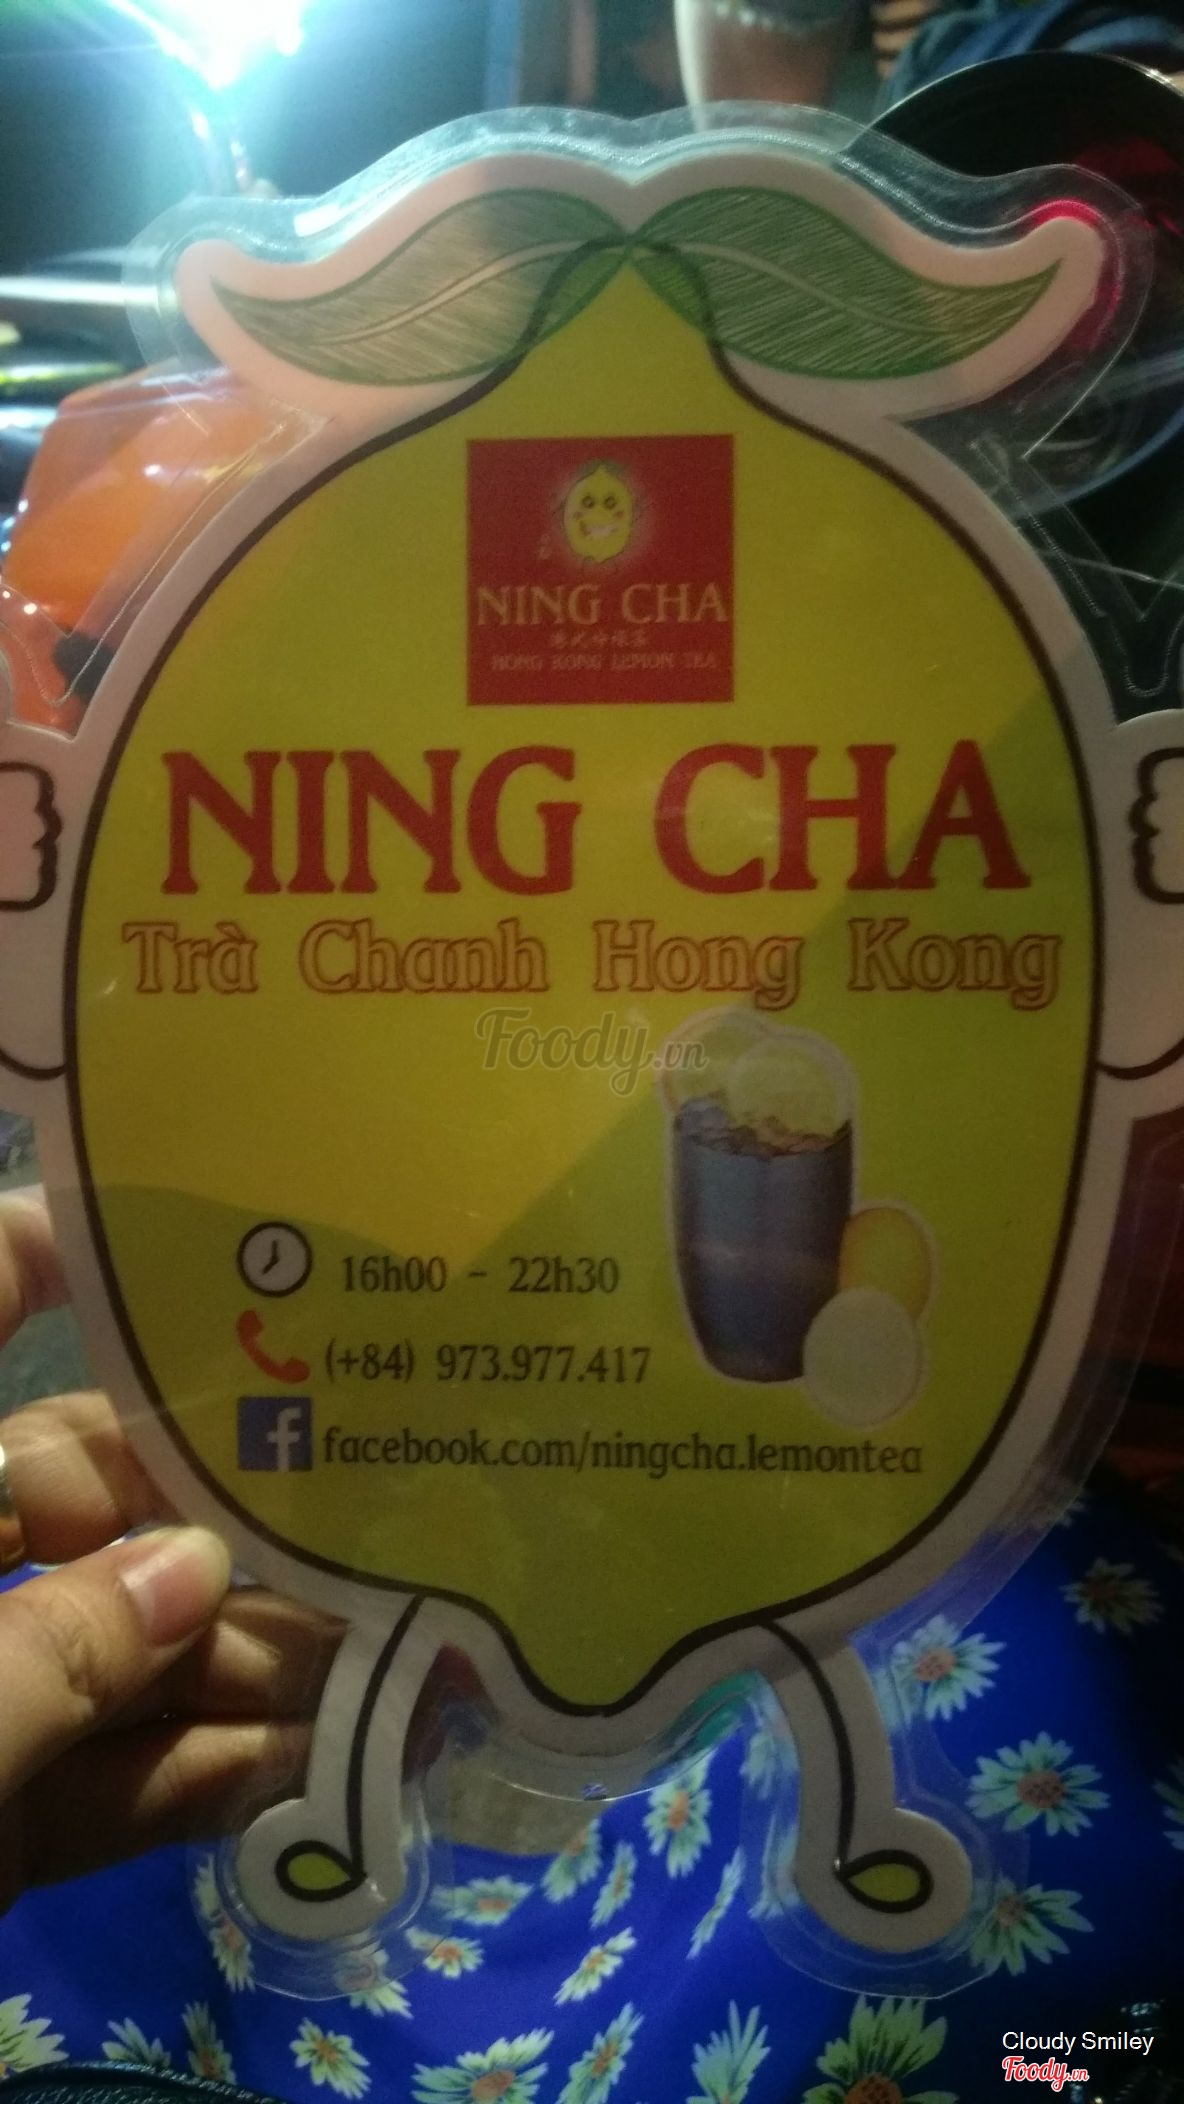 NING CHA
HONG KONG LEMON TEA
NING CHA
Trà Chanh Hong Kong
Foody.vn
16h00 - 22h30
(+84) 973.977.417
f facebook.com/ningcha.lemontea
Cloudy Smiley
Foody.vn